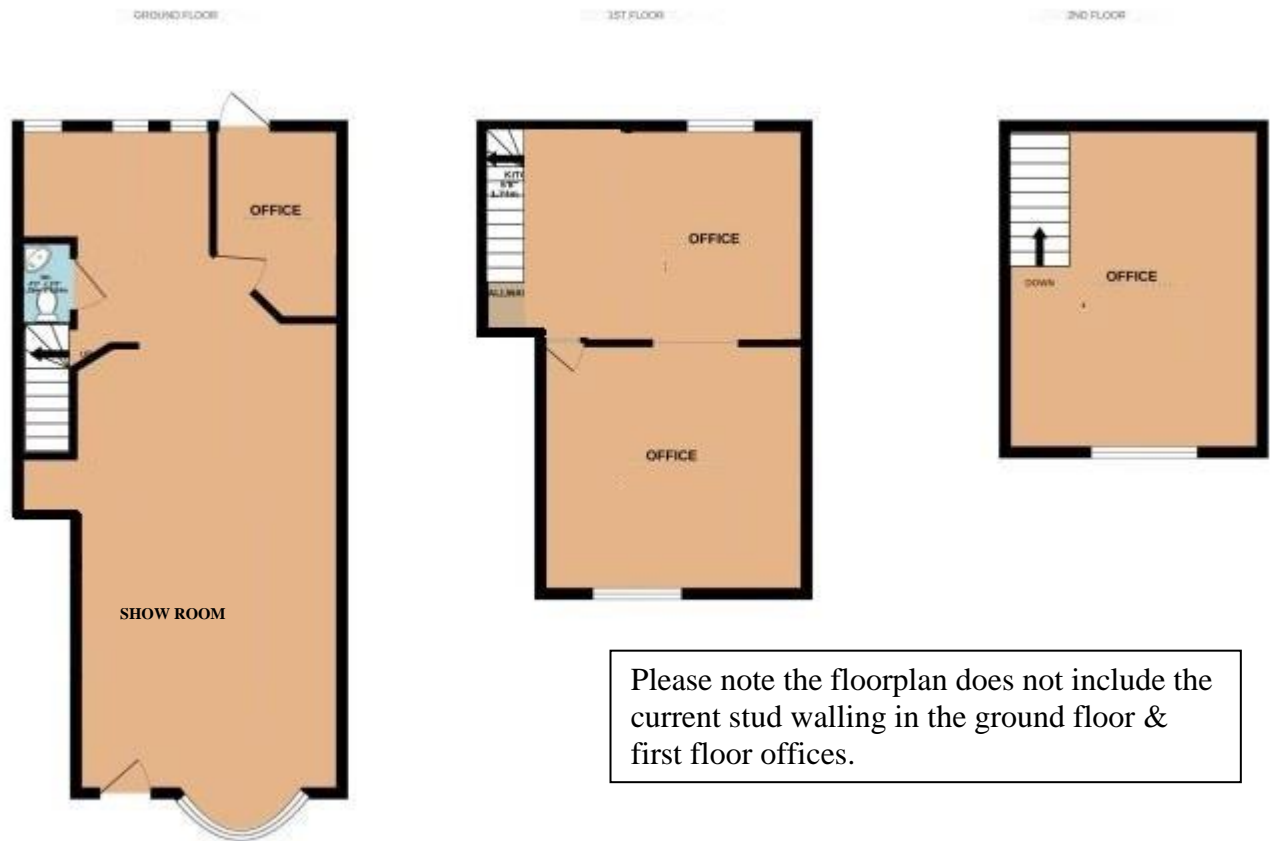 GROUND FLOOR
1ST FLOOR
2ND FLOOR
OFFICE
OFFICE
OFFICE
DOWN
OFFICE
SHOW ROOM
Please note the floorplan does not include the
current stud walling in the ground floor &
first floor offices.